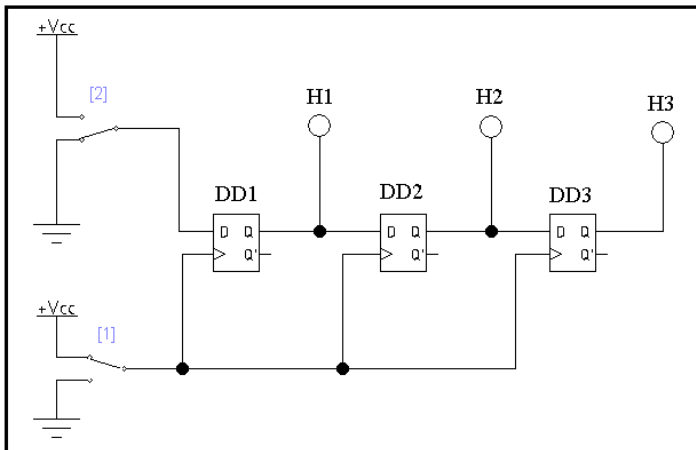 +Vcc
[2]
H1
H2
H3
DD1
DD2
DD3
D Q
Q'
D Q
Q'
D Q
Q'
+Vcc
[1]